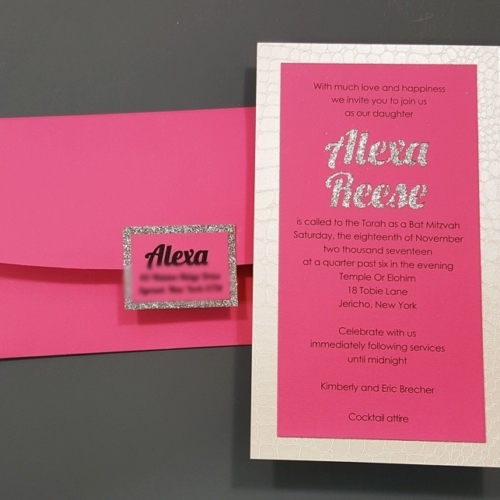 With much love and happiness
we invite you to join us
as our daughter
Alexa
Reese
is called to the Torah as a Bat Mitzvah
Saturday, the eighteenth of November
two thousand seventeen
at a quarter past six in the evening
Temple Or Elohim
18 Tobie Lane
Jericho, New York
Celebrate with us
immediately following services
until midnight
Kimberly and Eric Brecher
Cocktail attire
Alexa